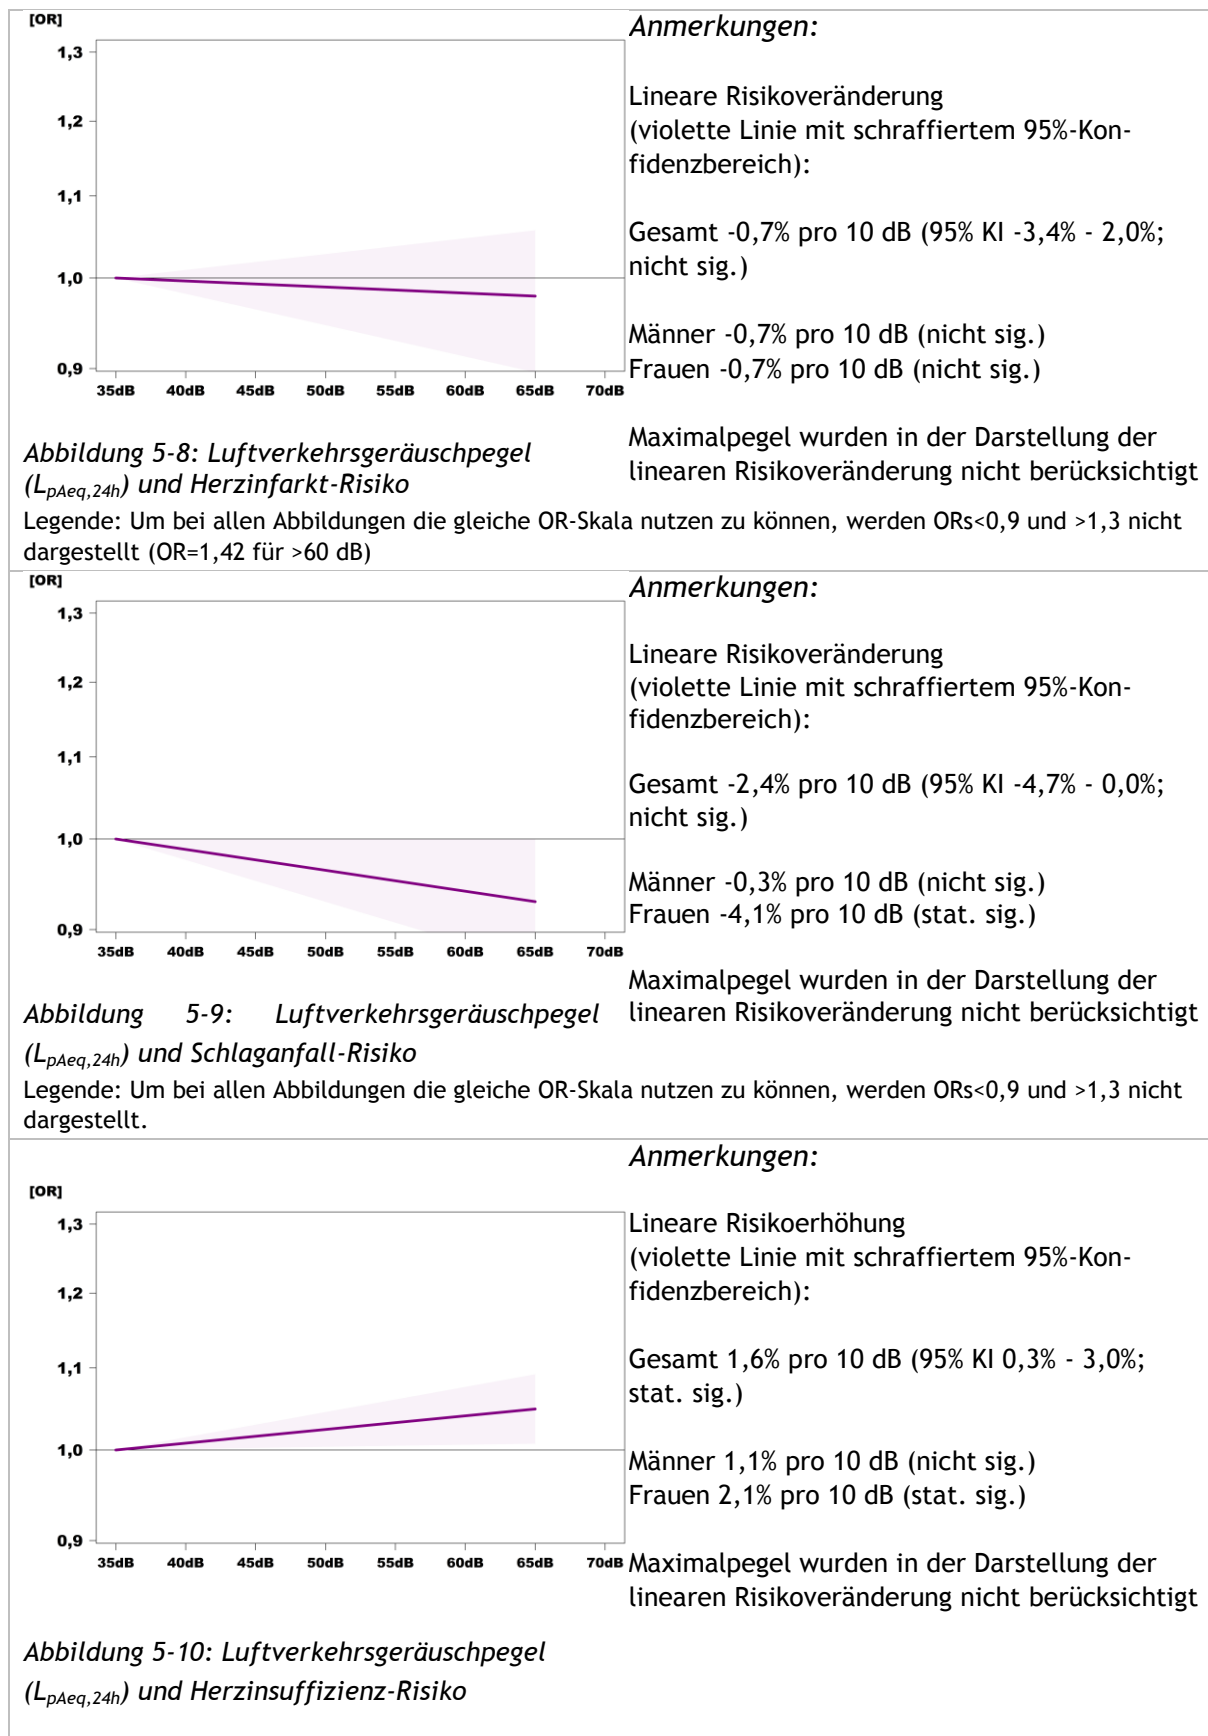 [OR]
1,3
1,2
1,1
1,0
0,9
35dB 40dB 45dB 50dB 55dB 60dB 65dB 70dB
Abbildung 5-8: Luftverkehrsgeräuschpegel
(LpAeq,24h) und Herzinfarkt-Risiko
Anmerkungen:
Lineare Risikoveränderung
(violette Linie mit schraffiertem 95%-Kon-
fidenzbereich):
Gesamt -0,7% pro 10 dB (95% KI -3,4% - 2,0%;
nicht sig.)
Männer -0,7% pro 10 dB (nicht sig.)
Frauen -0,7% pro 10 dB (nicht sig.)
Maximalpegel wurden in der Darstellung der
linearen Risikoveränderung nicht berücksichtigt
Legende: Um bei allen Abbildungen die gleiche OR-Skala nutzen zu können, werden ORs<0,9 und >1,3 nicht
dargestellt (OR=1,42 für >60 dB)
[OR]
1,3
1,2
1,1
1,0
0,9
35dB 40dB 45dB 50dB 55dB 60dB 65dB 70dB
Abbildung 5-9: Luftverkehrsgeräuschpegel
(LpAeq,24h) und Schlaganfall-Risiko
Anmerkungen:
Lineare Risikoveränderung
(violette Linie mit schraffiertem 95%-Kon-
fidenzbereich):
Gesamt -2,4% pro 10 dB (95% KI -4,7% - 0,0%;
nicht sig.)
Männer -0,3% pro 10 dB (nicht sig.)
Frauen -4,1% pro 10 dB (stat. sig.)
Maximalpegel wurden in der Darstellung der
linearen Risikoveränderung nicht berücksichtigt
Legende: Um bei allen Abbildungen die gleiche OR-Skala nutzen zu können, werden ORs<0,9 und >1,3 nicht
dargestellt.
[OR]
1,3
1,2
1,1
1,0
0,9
35dB 40dB 45dB 50dB 55dB 60dB 65dB 70dB
Abbildung 5-10: Luftverkehrsgeräuschpegel
(LpAeq,24h) und Herzinsuffizienz-Risiko
Anmerkungen:
Lineare Risikoerhöhung
(violette Linie mit schraffiertem 95%-Kon-
fidenzbereich):
Gesamt 1,6% pro 10 dB (95% KI 0,3% - 3,0%;
stat. sig.)
Männer 1,1% pro 10 dB (nicht sig.)
Frauen 2,1% pro 10 dB (stat. sig.)
Maximalpegel wurden in der Darstellung der
linearen Risikoveränderung nicht berücksichtigt